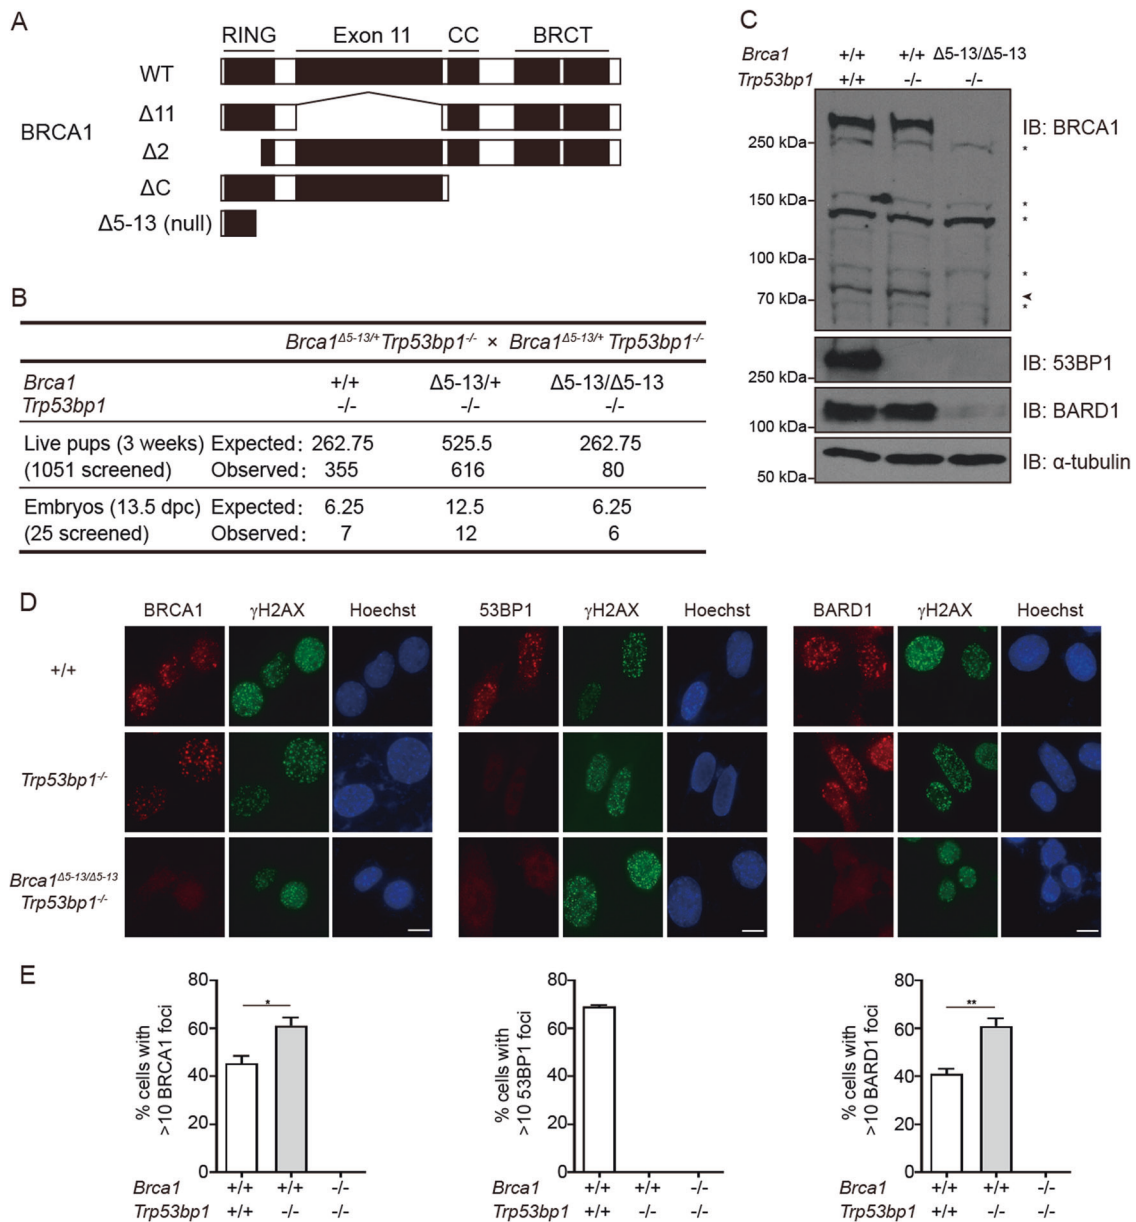 A
RING Exon 11 CC BRCT
WT
Δ11
BRCA1
Δ2
ΔC
Δ5-13 (null)
B
Brca1Δ5-13/+Trp53bp1-/- × Brca1Δ5-13/+ Trp53bp1-/-
Brca1 +/+ Δ5-13/+ Δ5-13/Δ5-13
Trp53bp1 -/- -/- -/-
Live pups (3 weeks) Expected: 262.75 525.5 262.75
(1051 screened) Observed: 355 616 80
Embryos (13.5 dpc) Expected: 6.25 12.5 6.25
(25 screened) Observed: 7 12 6
C
Brca1 +/+ +/+ Δ5-13/Δ5-13
Trp53bp1 +/+ -/- -/-
IB: BRCA1
250 kDa *
150 kDa *
*
100 kDa
*
70 kDa
*
IB: 53BP1
250 kDa
IB: BARD1
100 kDa
IB: α-tubulin
50 kDa
D
BRCA1 γH2AX Hoechst 53BP1 γH2AX Hoechst BARD1 γH2AX Hoechst
+/+
Trp53bp1-/-
Brca1Δ5-13/Δ5-13
Trp53bp1-/-
E
% cells with
>10 BRCA1 foci
80
60
40
20
0
*
Brca1 +/+ +/+ -/-
Trp53bp1 +/+ -/- -/-
% cells with
>10 53BP1 foci
80
60
40
20
0
Brca1 +/+ +/+ -/-
Trp53bp1 +/+ -/- -/-
% cells with
>10 BARD1 foci
80
60
40
20
0
**
Brca1 +/+ +/+ -/-
Trp53bp1 +/+ -/- -/-